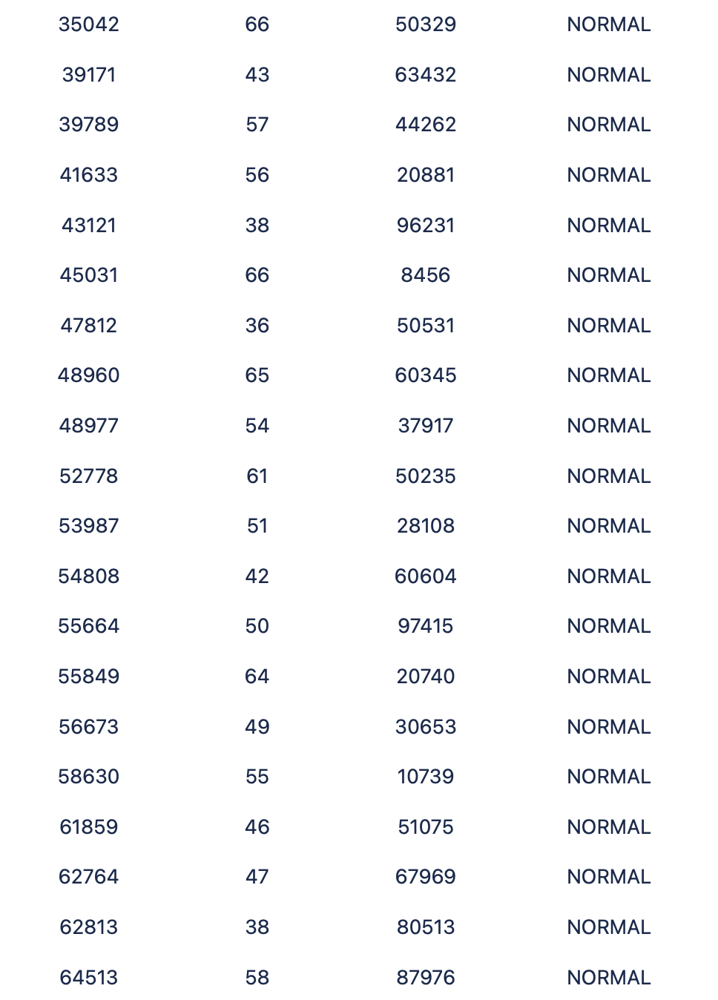 35042 66 50329 NORMAL
39171 43 63432 NORMAL
39789 57 44262 NORMAL
41633 56 20881 NORMAL
43121 38 96231 NORMAL
45031 66 8456 NORMAL
47812 36 50531 NORMAL
48960 65 60345 NORMAL
48977 54 37917 NORMAL
52778 61 50235 NORMAL
53987 51 28108 NORMAL
54808 42 60604 NORMAL
55664 50 97415 NORMAL
55849 64 20740 NORMAL
56673 49 30653 NORMAL
58630 55 10739 NORMAL
61859 46 51075 NORMAL
62764 47 67969 NORMAL
62813 38 80513 NORMAL
64513 58 87976 NORMAL